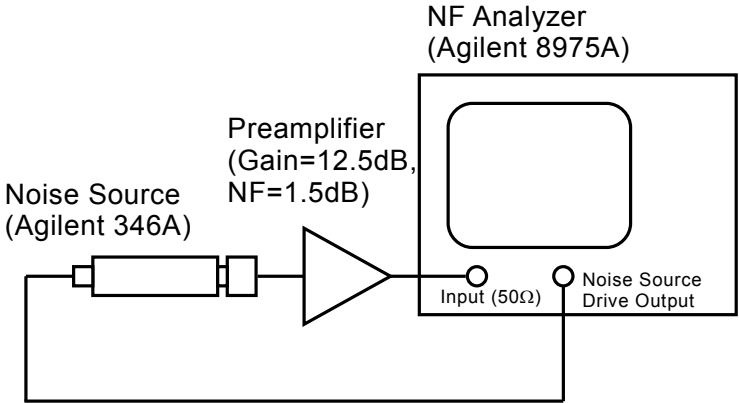 NF Analyzer
(Agilent 8975A)
Preamplifier
(Gain=12.5dB,
NF=1.5dB)
Noise Source
(Agilent 346A)
Input (50Ω)
Noise Source
Drive Output